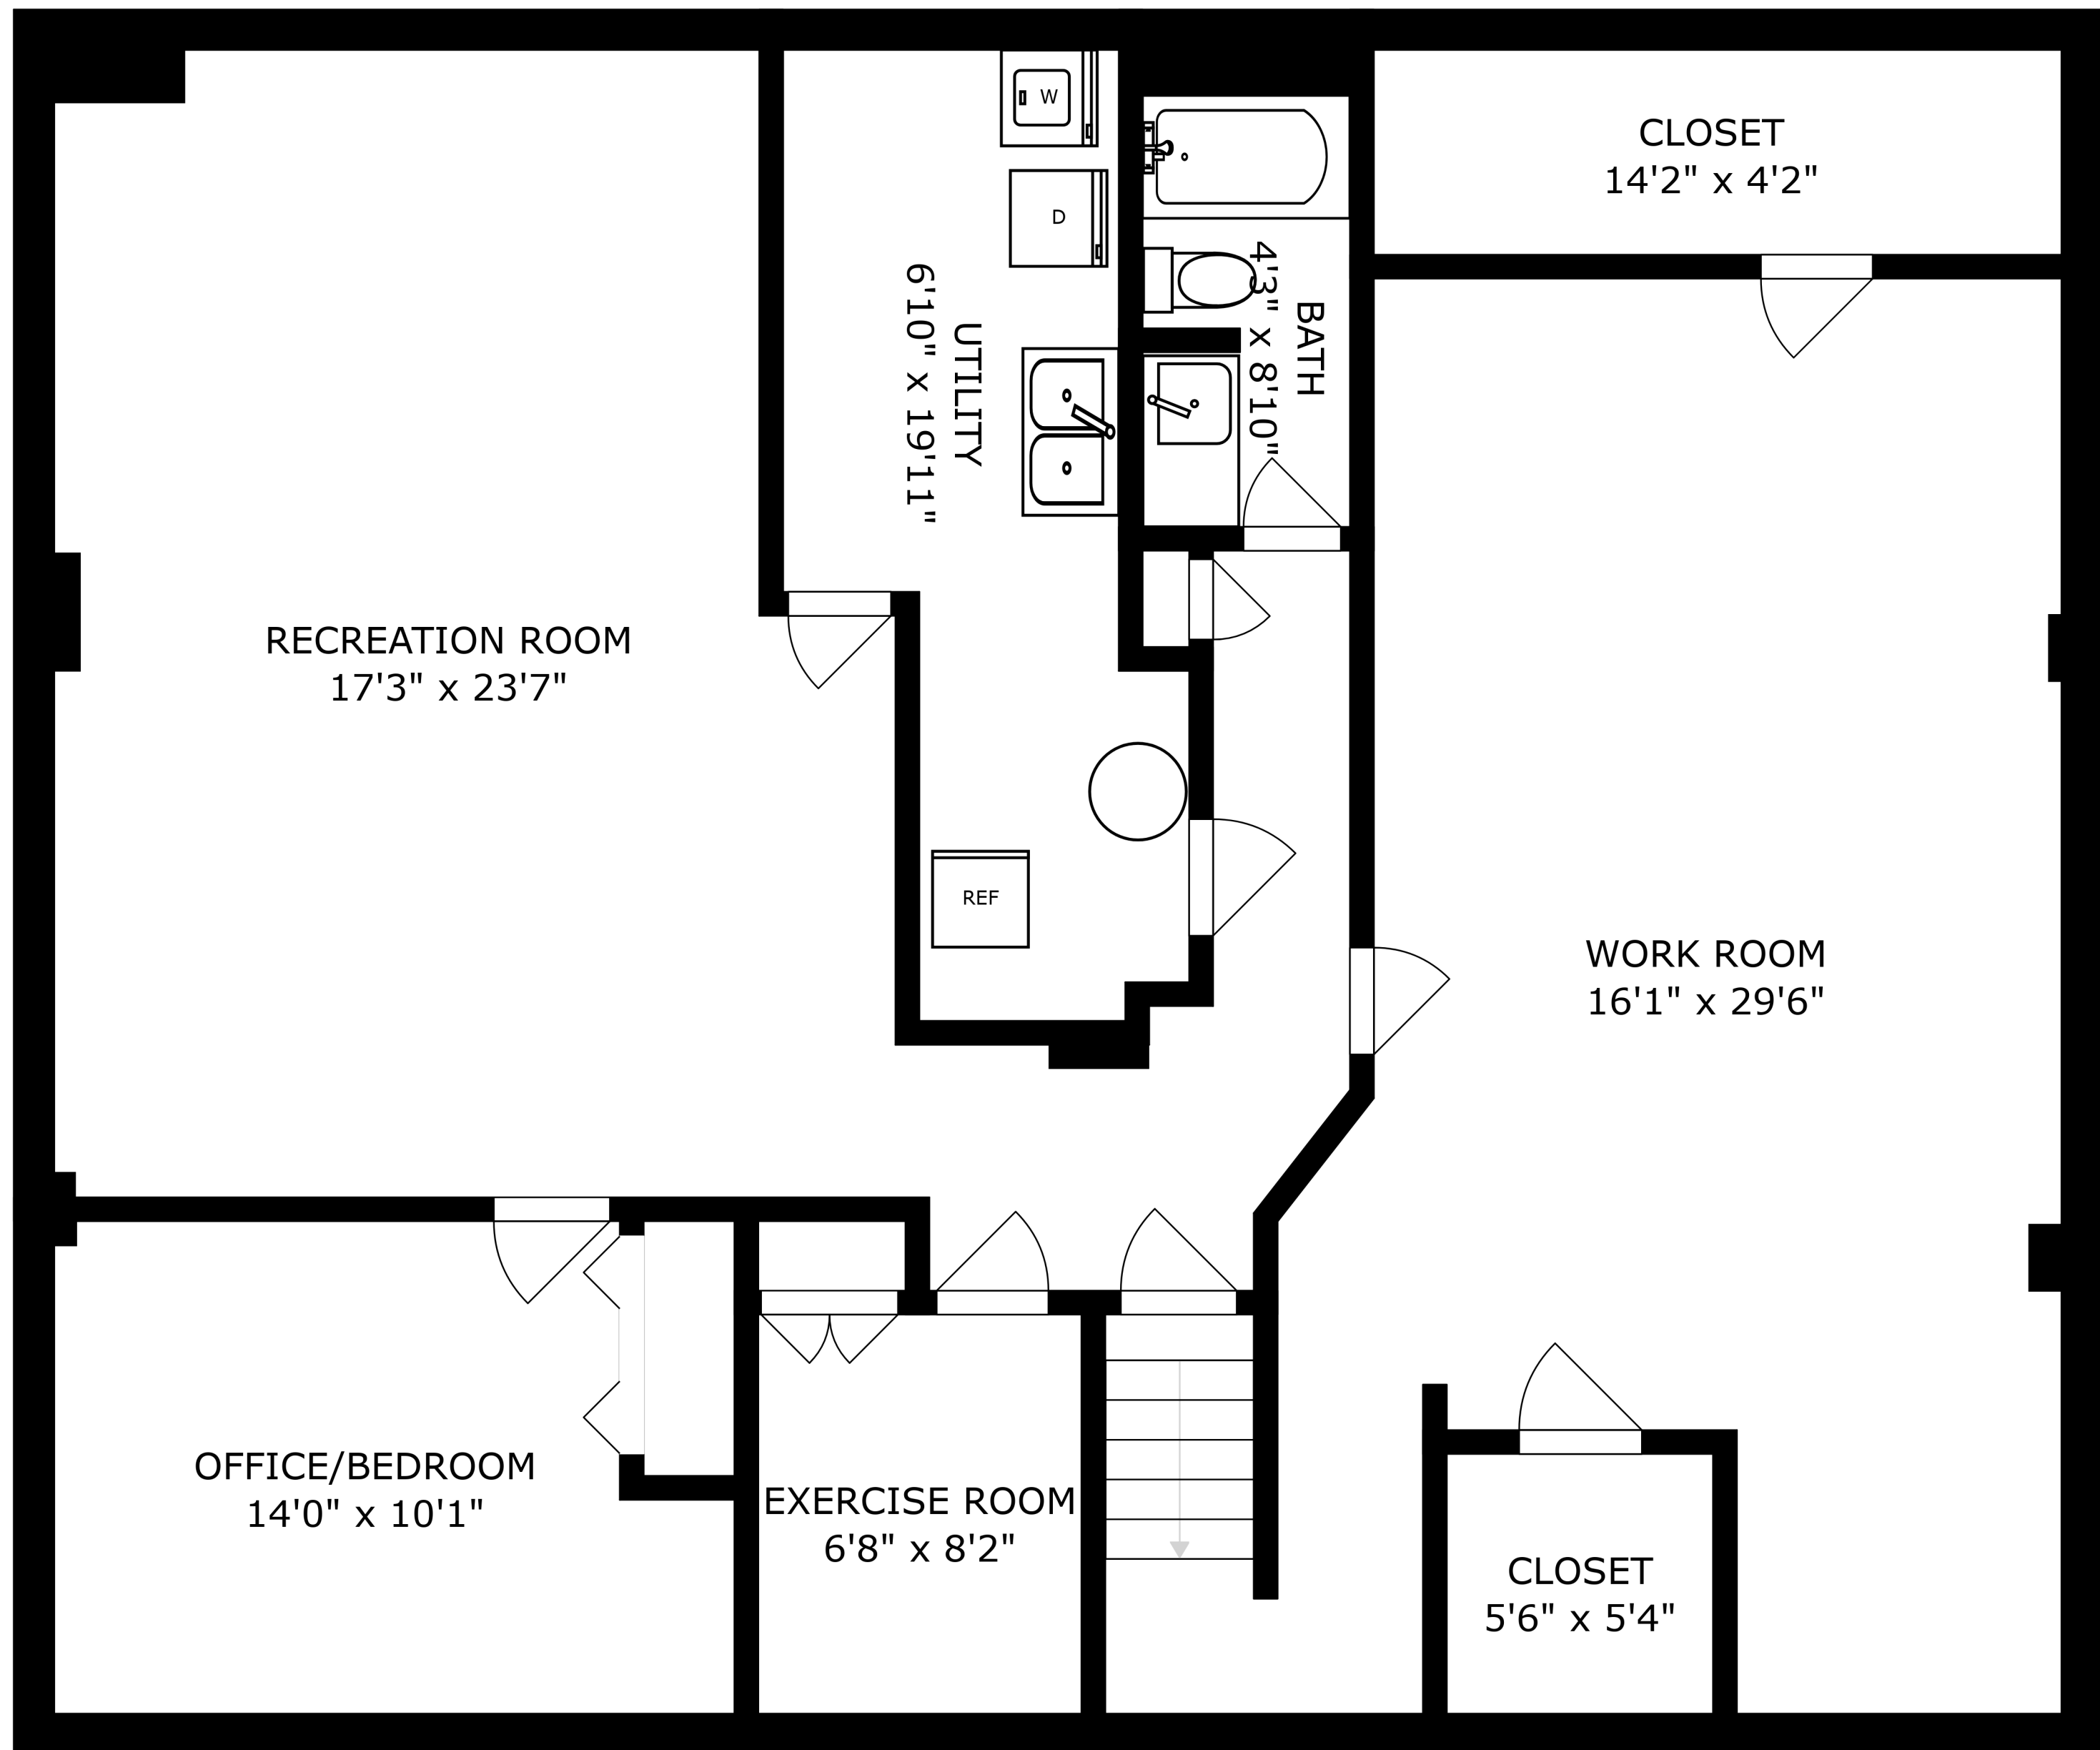 W
CLOSET
14'2" x 4'2"
D
BATH
4'3" x 8'10"
UTILITY
6'10" x 19'11"
RECREATION ROOM
17'3" x 23'7"
REF
WORK ROOM
16'1" x 29'6"
OFFICE/BEDROOM
14'0" x 10'1"
EXERCISE ROOM
6'8" x 8'2"
CLOSET
5'6" x 5'4"